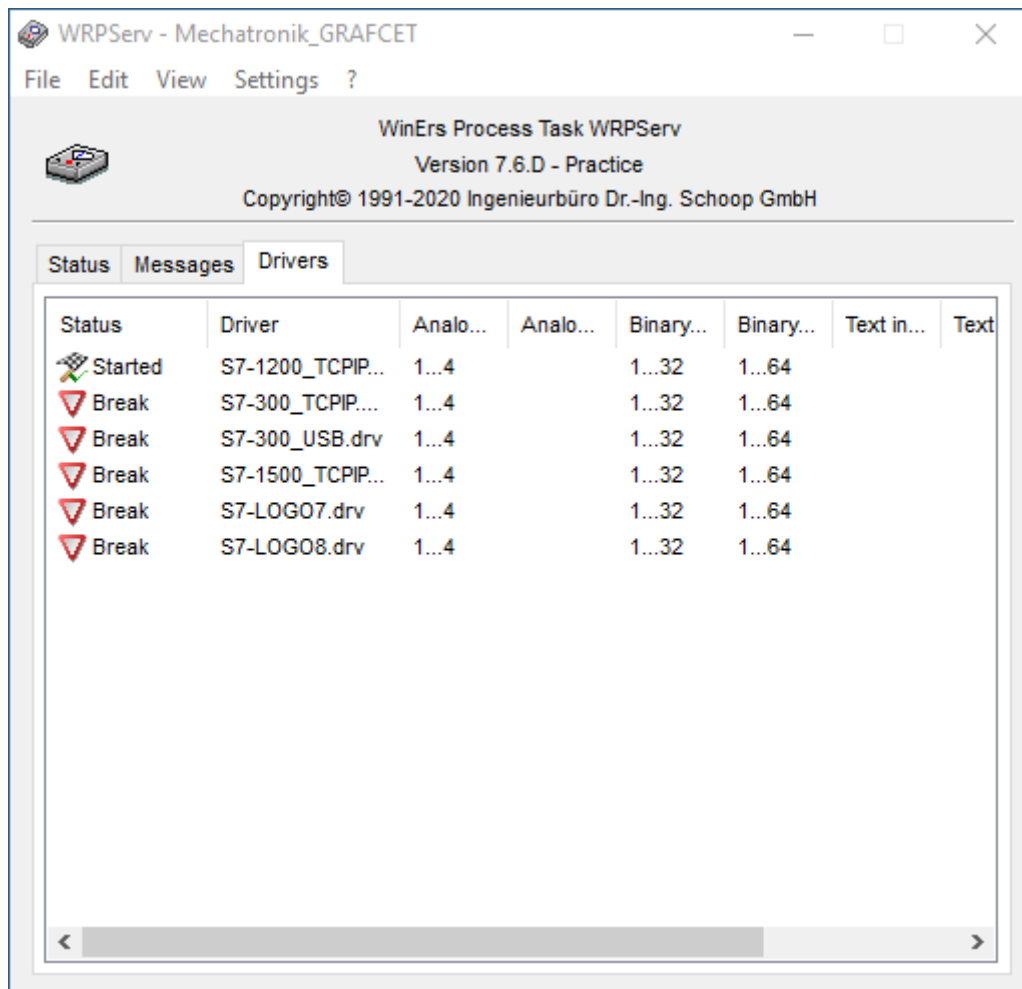 WRPServ - Mechatronik_GRAFCET
File Edit View Settings ?
WinErs Process Task WRPServ
Version 7.6.D - Practice
Copyright© 1991-2020 Ingenieurbüro Dr.-Ing. Schoop GmbH
Status Messages Drivers
Status Driver Analo... Analo... Binary... Binary... Text in... Text
Started S7-1200_TCPIP... 1...4 1...32 1...64
Break S7-300_TCPIP.... 1...4 1...32 1...64
Break S7-300_USB.drv 1...4 1...32 1...64
Break S7-1500_TCPIP... 1...4 1...32 1...64
Break S7-LOGO7.drv 1...4 1...32 1...64
Break S7-LOGO8.drv 1...4 1...32 1...64